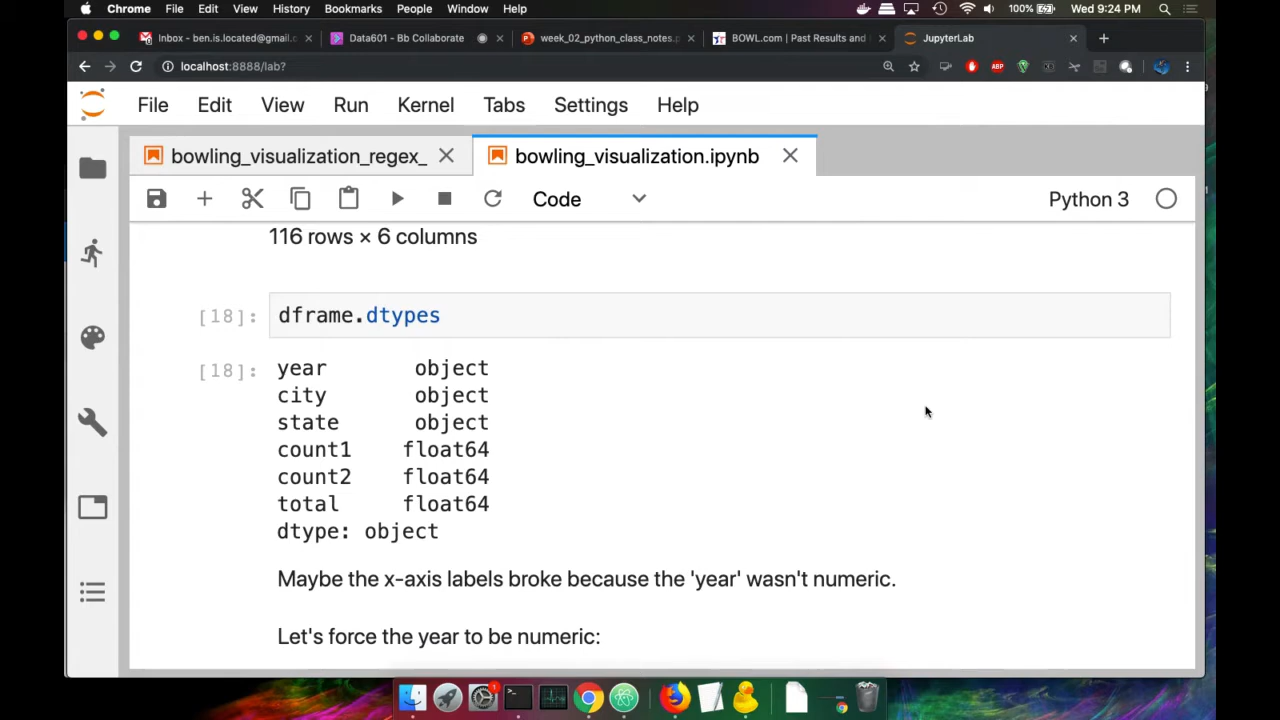 Chrome File Edit View History Bookmarks People Window Help 100% Wed 9:24 PM
Inbox - ben.is.located@gmail.c Data601 - Bb Collaborate week_02_python_class_notes.p BOWL.com | Past Results and JupyterLab
localhost:8888/lab? ABP
File Edit View Run Kernel Tabs Settings Help
bowling_visualization_regex_ bowling_visualization.ipynb
Code Python 3
116 rows × 6 columns
[18]: dframe.dtypes
[18]: year object
city object
state object
count1 float64
count2 float64
total float64
dtype: object
Maybe the x-axis labels broke because the 'year' wasn't numeric.
Let's force the year to be numeric:
1